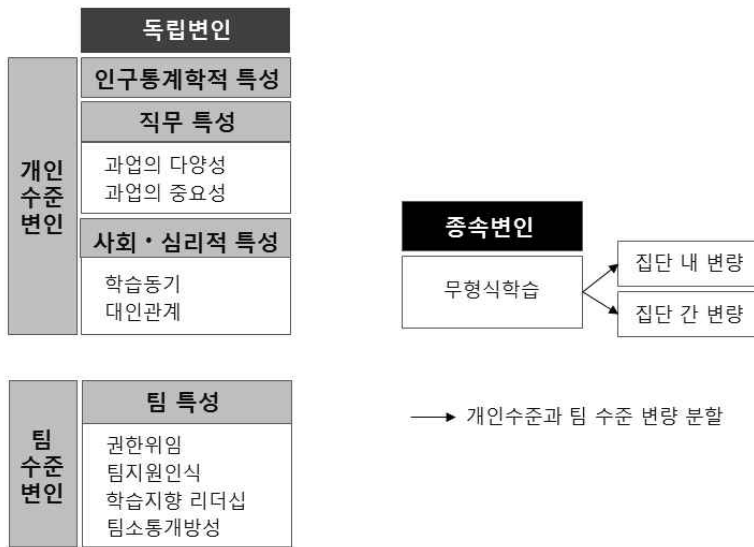 독립변인
개인
수준
변인
인구통계학적 특성
직무 특성
과업의 다양성
과업의 중요성
사회・심리적 특성
학습동기
대인관계
종속변인
무형식학습
집단 내 변량
집단 간 변량
팀
수준
변인
팀 특성
권한위임
팀지원인식
학습지향 리더십
팀소통개방성
개인수준과 팀 수준 변량 분할